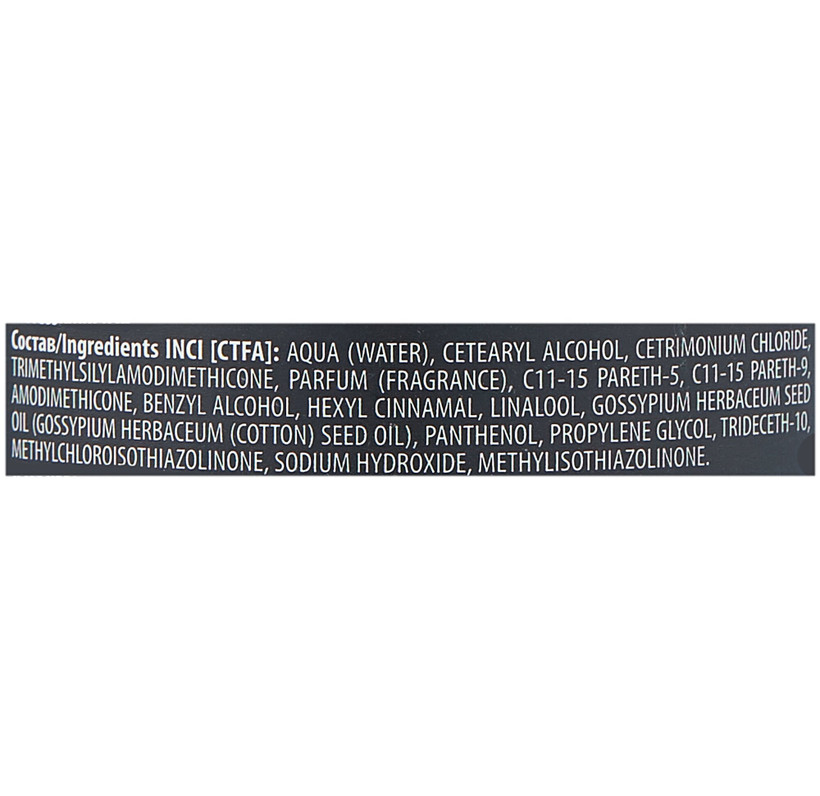 Состав/Ingredients INCI [CTFA]: AQUA (WATER), CETEARYL ALCOHOL, CETRIMONIUM CHLORIDE,
TRIMETHYLSILYLAMODIMETHICONE, PARFUM (FRAGRANCE), C11-15 PARETH-5, C11-15 PARETH-9,
AMODIMETHICONE, BENZYL ALCOHOL, HEXYL CINNAMAL, LINALOOL, GOSSYPIUM HERBACEUM SEED
OIL (GOSSYPIUM HERBACEUM (COTTON) SEED OIL), PANTHENOL, PROPYLENE GLYCOL, TRIDECETH-10,
METHYLCHLOROISOTHIAZOLINONE, SODIUM HYDROXIDE, METHYLISOTHIAZOLINONE.